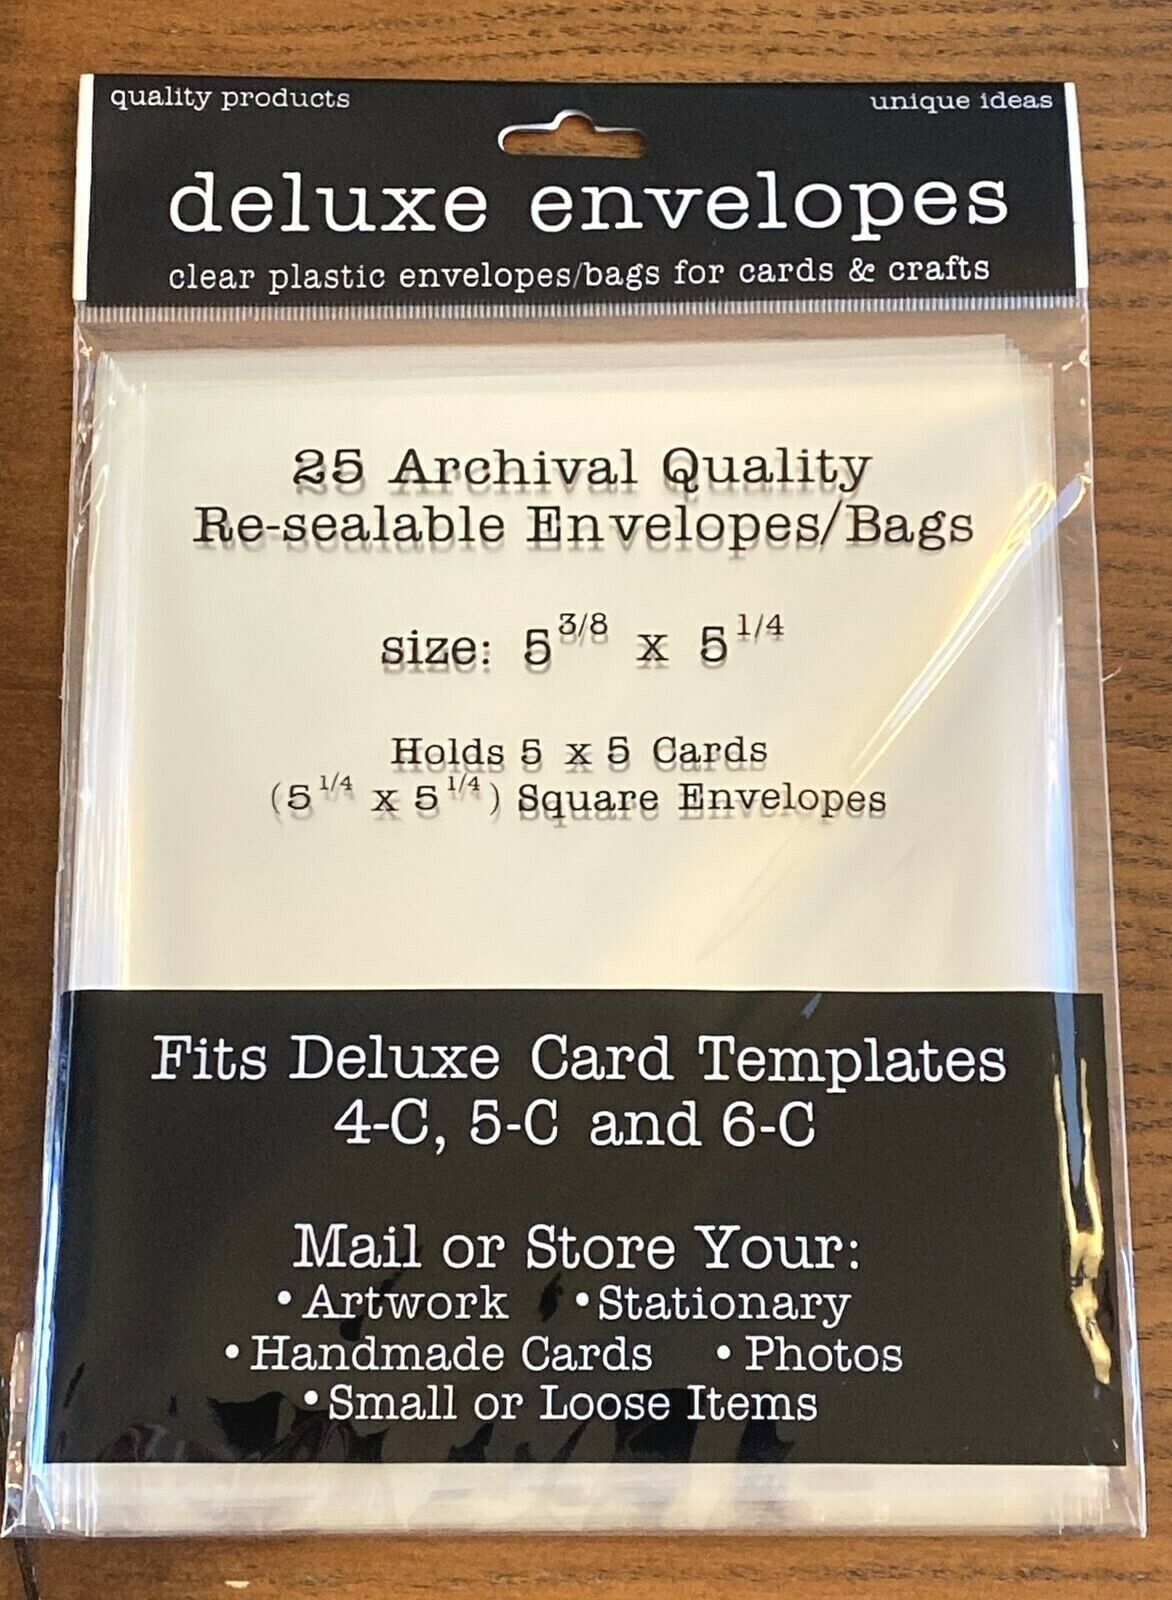 quality products
unique ideas
deluxe envelopes
clear plastic envelopes/bags for cards & crafts
25 Archival Quality
Re-sealable Envelopes/Bags
size: 5 3/8 x 5 1/4
Holds 5 x 5 Cards
(5 1/4 x 5 1/4) Square Envelopes
Fits Deluxe Card Templates
4-C, 5-C and 6-C
Mail or Store Your:
• Artwork • Stationary
• Handmade Cards • Photos
• Small or Loose Items